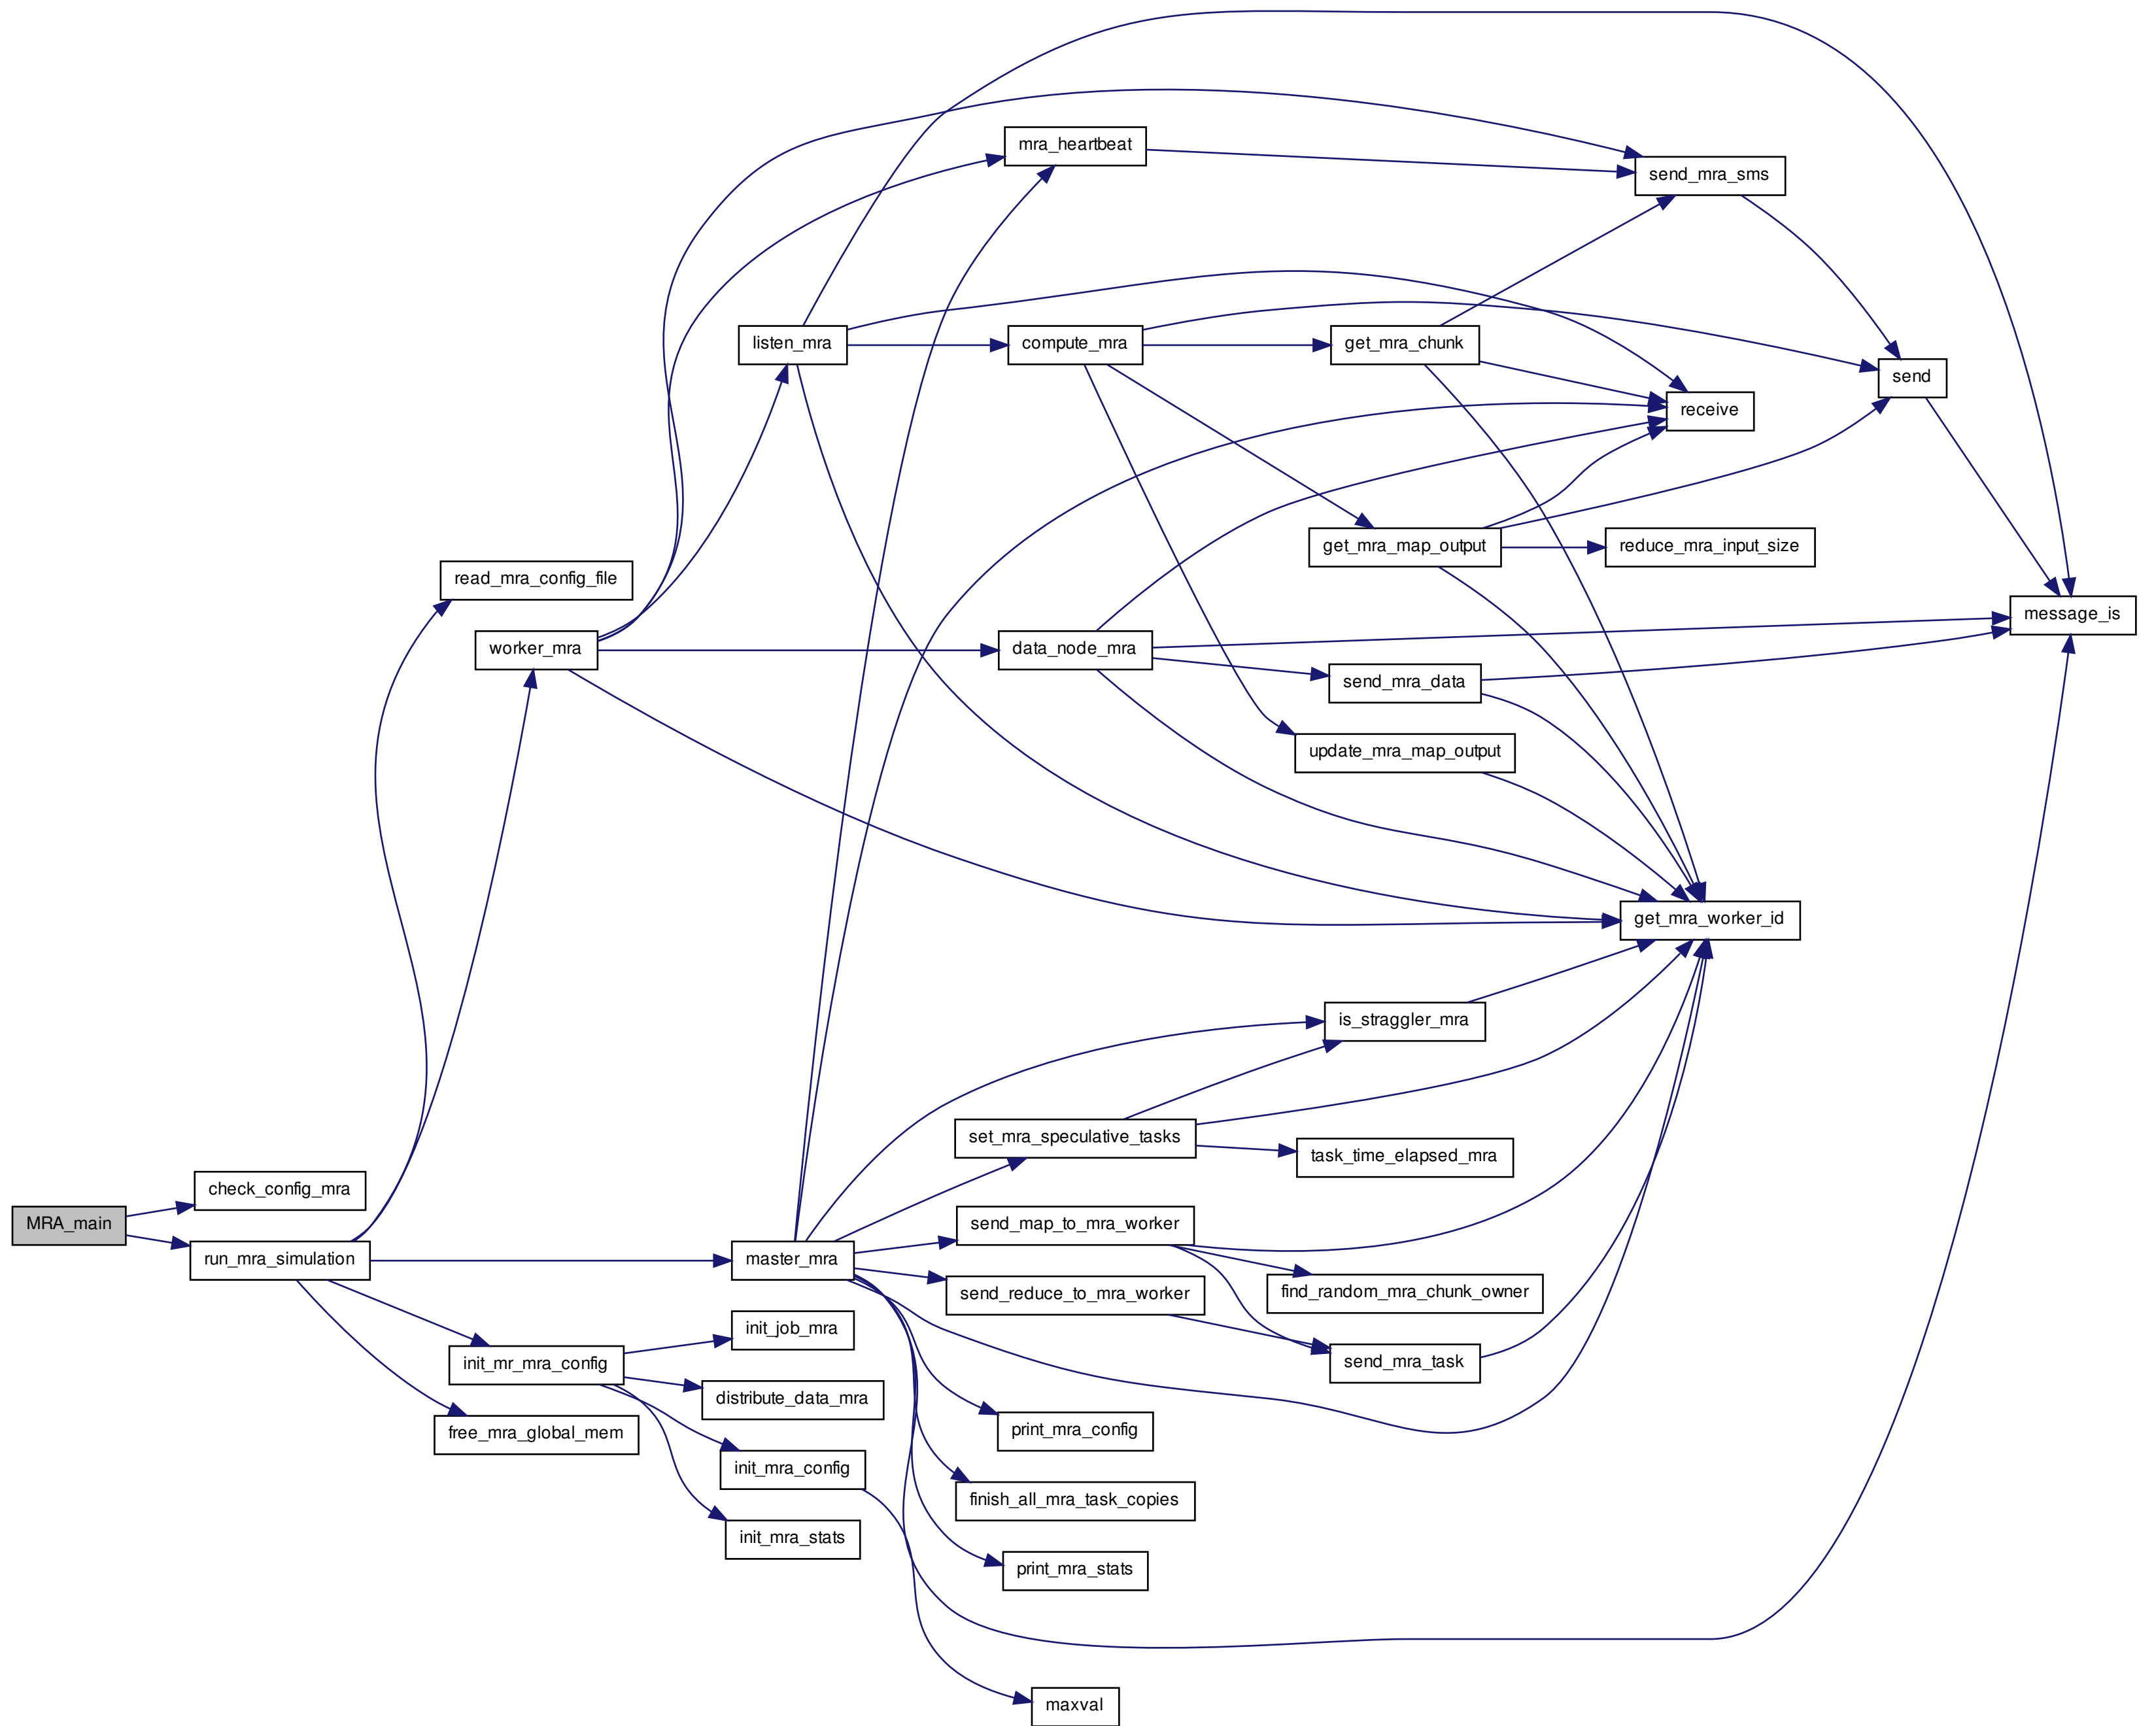 mra_heartbeat
send_mra_sms
listen_mra
compute_mra
get_mra_chunk
send
receive
get_mra_map_output
reduce_mra_input_size
read_mra_config_file
message_is
worker_mra
data_node_mra
send_mra_data
update_mra_map_output
get_mra_worker_id
is_straggler_mra
set_mra_speculative_tasks
task_time_elapsed_mra
check_config_mra
MRA_main
send_map_to_mra_worker
run_mra_simulation
master_mra
send_reduce_to_mra_worker
find_random_mra_chunk_owner
init_job_mra
init_mr_mra_config
send_mra_task
distribute_data_mra
free_mra_global_mem
print_mra_config
init_mra_config
finish_all_mra_task_copies
init_mra_stats
print_mra_stats
maxval